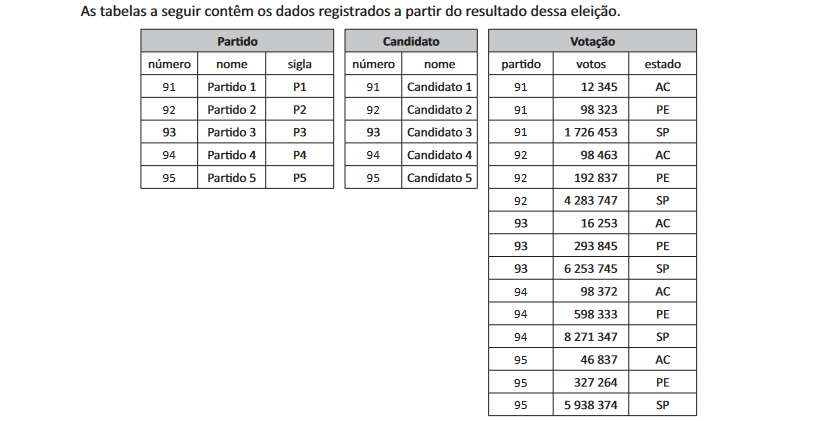 As tabelas a seguir contêm os dados registrados a partir do resultado dessa eleição.
Partido
número nome sigla
91 Partido 1 P1
92 Partido 2 P2
93 Partido 3 P3
94 Partido 4 P4
95 Partido 5 P5
Candidato
número nome
91 Candidato 1
92 Candidato 2
93 Candidato 3
94 Candidato 4
95 Candidato 5
Votação
partido votos estado
91 12 345 AC
91 98 323 PE
91 1 726 453 SP
92 98 463 AC
92 192 837 PE
92 4 283 747 SP
93 16 253 AC
93 293 845 PE
93 6 253 745 SP
94 98 372 AC
94 598 333 PE
94 8 271 347 SP
95 46 837 AC
95 327 264 PE
95 5 938 374 SP